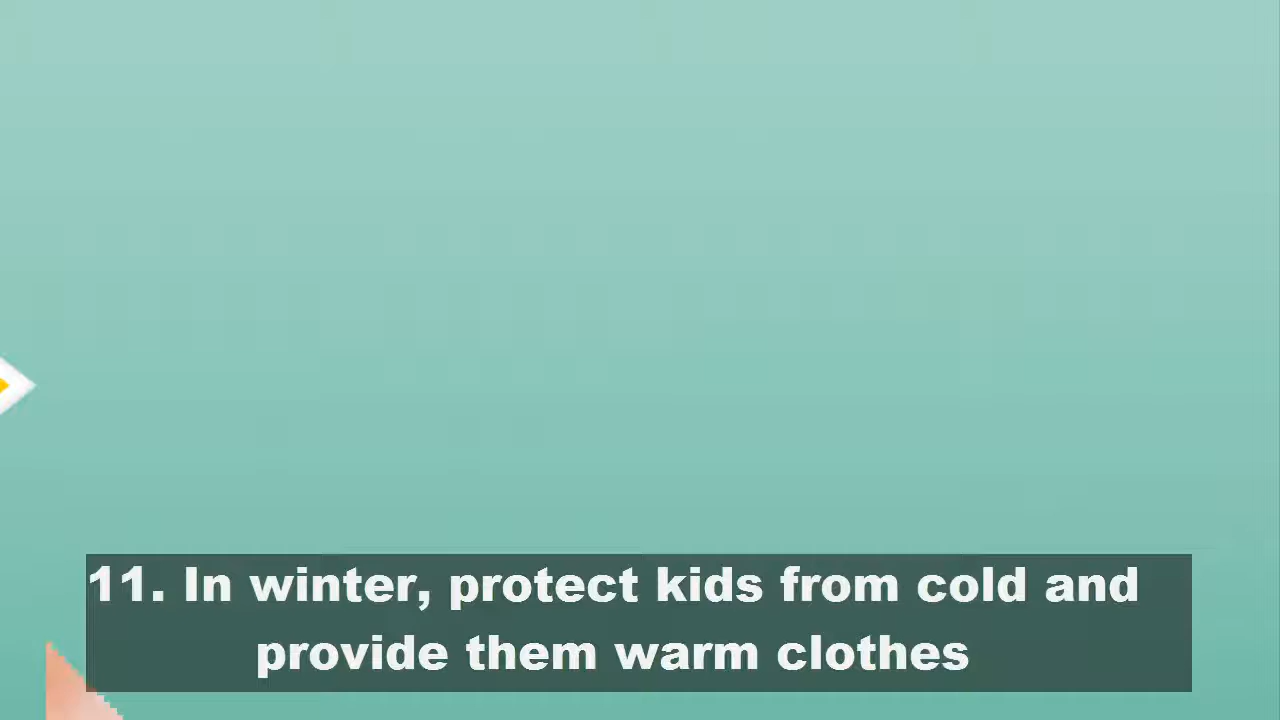 11. In winter, protect kids from cold and
provide them warm clothes